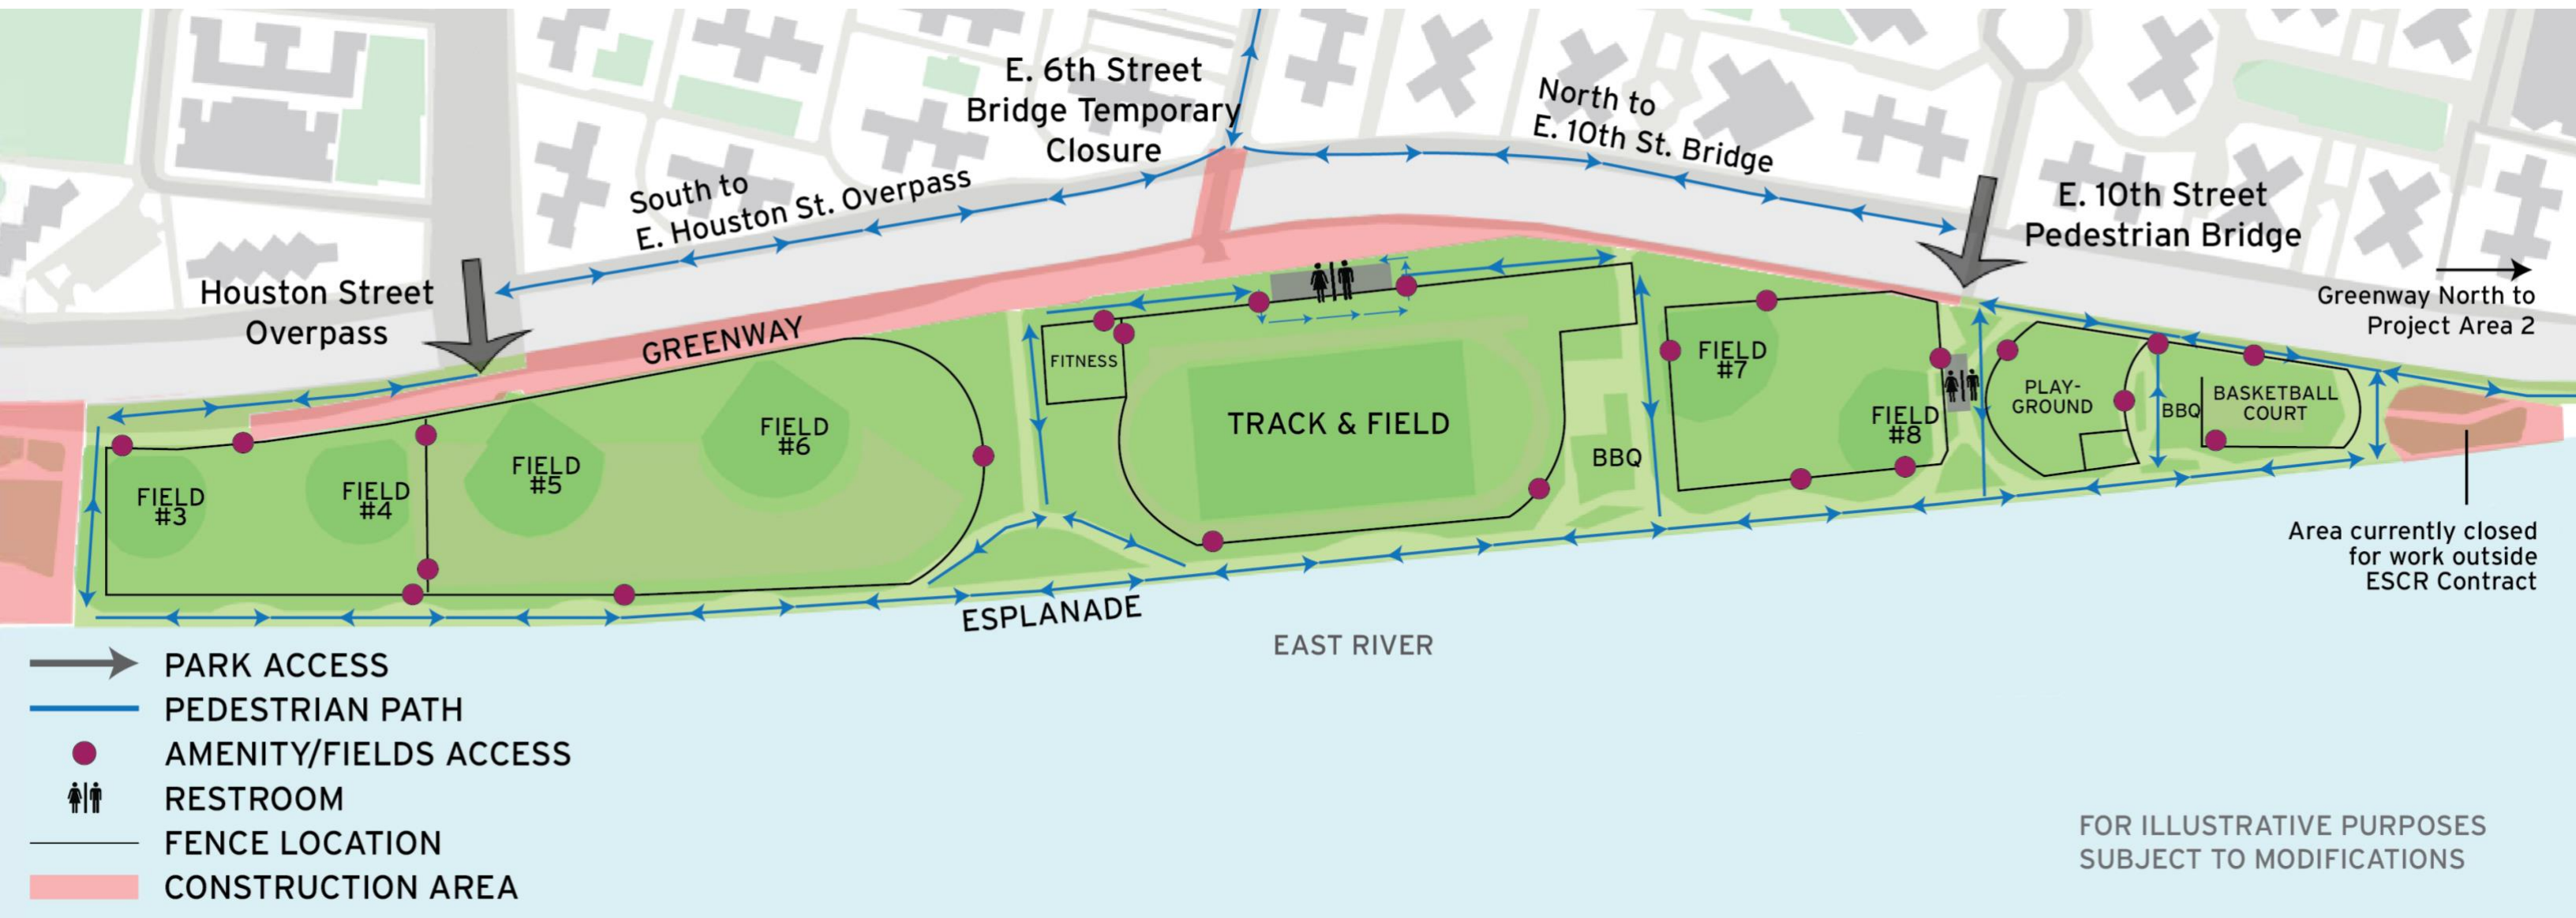 E. 6th Street
Bridge Temporary
Closure
North to
E. 10th St. Bridge
South to
E. Houston St. Overpass
E. 10th Street
Pedestrian Bridge
Houston Street
Overpass
Greenway North to
Project Area 2
GREENWAY
FITNESS
FIELD
#7
PLAY-
GROUND
BASKETBALL
COURT
BBQ
FIELD
#8
FIELD
#6
TRACK & FIELD
BBQ
FIELD
#5
FIELD
#4
FIELD
#3
Area currently closed
for work outside
ESCR Contract
ESPLANADE
EAST RIVER
PARK ACCESS
PEDESTRIAN PATH
AMENITY/FIELDS ACCESS
RESTROOM
FENCE LOCATION
CONSTRUCTION AREA
FOR ILLUSTRATIVE PURPOSES
SUBJECT TO MODIFICATIONS